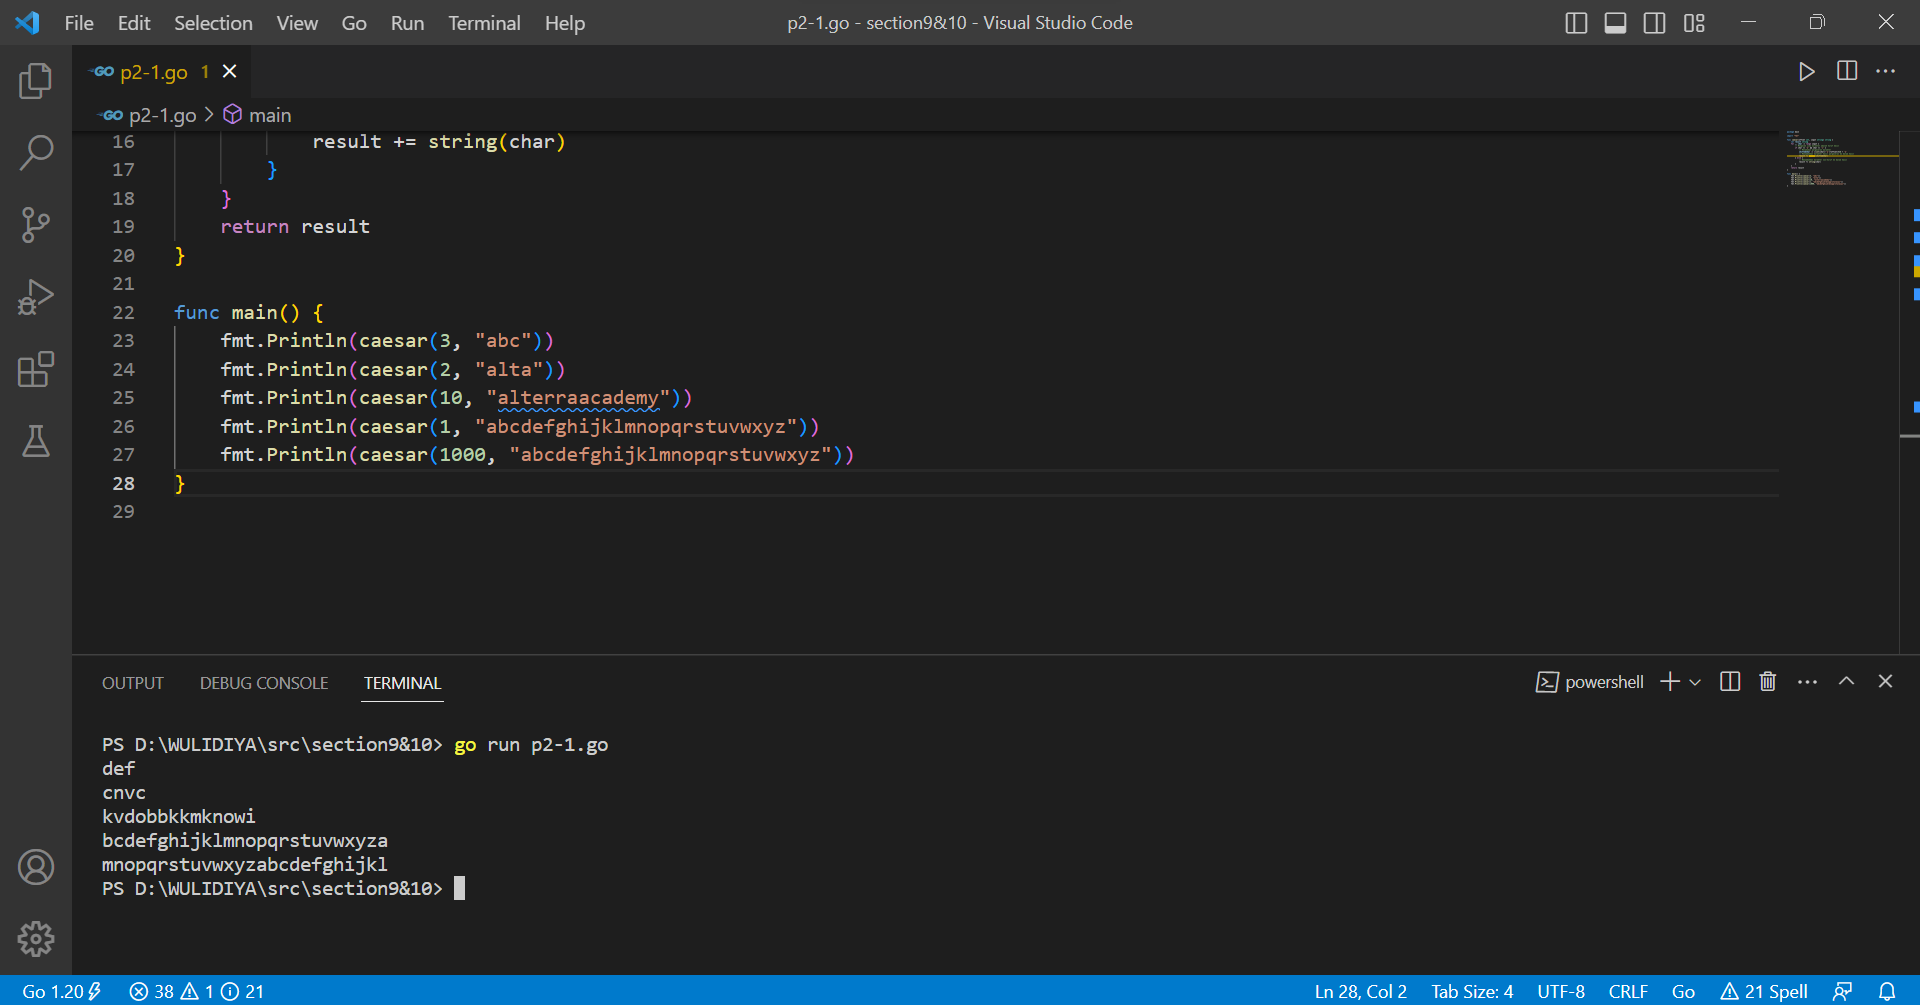 File Edit Selection View Go Run Terminal Help p2-1.go - section9&10 - Visual Studio Code
GO p2-1.go 1
GO p2-1.go > main
16 result += string(char)
17 }
18 }
19 return result
20 }
21
22 func main() {
23 fmt.Println(caesar(3, "abc"))
24 fmt.Println(caesar(2, "alta"))
25 fmt.Println(caesar(10, "alterraacademy"))
26 fmt.Println(caesar(1, "abcdefghijklmnopqrstuvwxyz"))
27 fmt.Println(caesar(1000, "abcdefghijklmnopqrstuvwxyz"))
28 }
29
OUTPUT DEBUG CONSOLE TERMINAL powershell
PS D:\WULIDIYA\src\section9&10> go run p2-1.go
def
cnvc
kvdobbkkmknowi
bcdefghijklmnopqrstuvwxyza
mnopqrstuvwxyzabcdefghijkl
PS D:\WULIDIYA\src\section9&10>
Go 1.20 38 1 21 Ln 28, Col 2 Tab Size: 4 UTF-8 CRLF Go 21 Spell